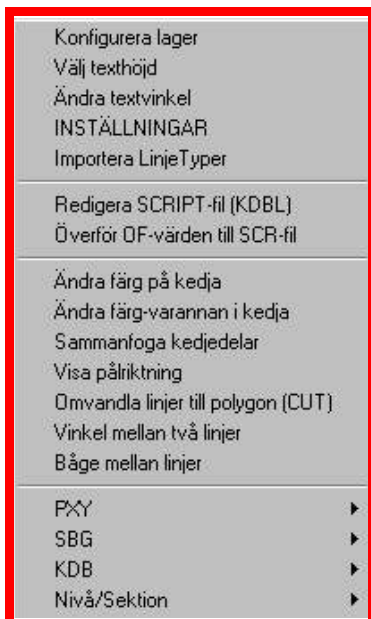 Konfigurera lager
Välj texthöjd
Ändra textvinkel
INSTÄLLNINGAR
Importera LinjeTyper
Redigera SCRIPT-fil (KDBL)
Överför OF-värden till SCR-fil
Ändra färg på kedja
Ändra färg-varannan i kedja
Sammanfoga kedjedelar
Visa pålriktning
Omvandla linjer till polygon (CUT)
Vinkel mellan två linjer
Båge mellan linjer
PXY
SBG
KDB
Nivå/Sektion